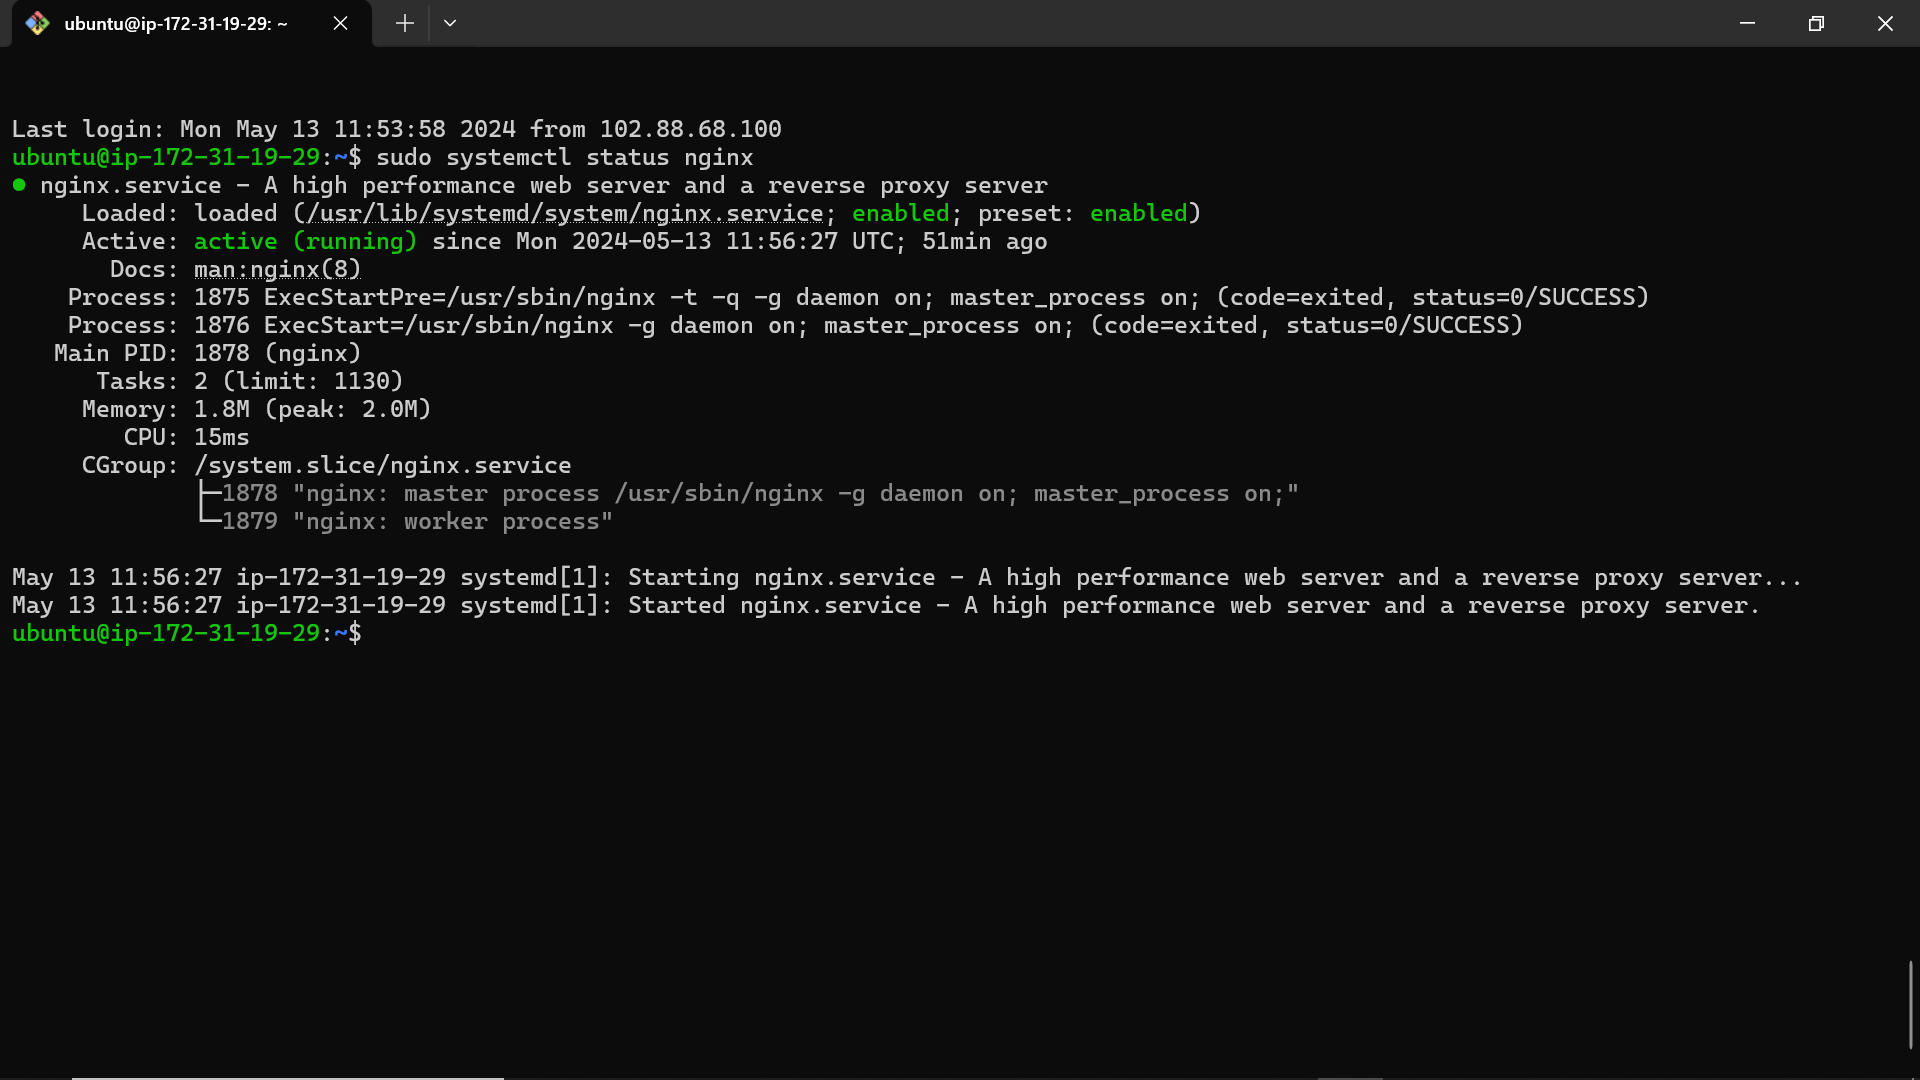 ubuntu@ip-172-31-19-29: ~
Last login: Mon May 13 11:53:58 2024 from 102.88.68.100
ubuntu@ip-172-31-19-29:~$ sudo systemctl status nginx
● nginx.service - A high performance web server and a reverse proxy server
     Loaded: loaded (/usr/lib/systemd/system/nginx.service; enabled; preset: enabled)
     Active: active (running) since Mon 2024-05-13 11:56:27 UTC; 51min ago
       Docs: man:nginx(8)
    Process: 1875 ExecStartPre=/usr/sbin/nginx -t -q -g daemon on; master_process on; (code=exited, status=0/SUCCESS)
    Process: 1876 ExecStart=/usr/sbin/nginx -g daemon on; master_process on; (code=exited, status=0/SUCCESS)
   Main PID: 1878 (nginx)
      Tasks: 2 (limit: 1130)
     Memory: 1.8M (peak: 2.0M)
        CPU: 15ms
     CGroup: /system.slice/nginx.service
             ├─1878 "nginx: master process /usr/sbin/nginx -g daemon on; master_process on;"
             └─1879 "nginx: worker process"
May 13 11:56:27 ip-172-31-19-29 systemd[1]: Starting nginx.service - A high performance web server and a reverse proxy server...
May 13 11:56:27 ip-172-31-19-29 systemd[1]: Started nginx.service - A high performance web server and a reverse proxy server.
ubuntu@ip-172-31-19-29:~$